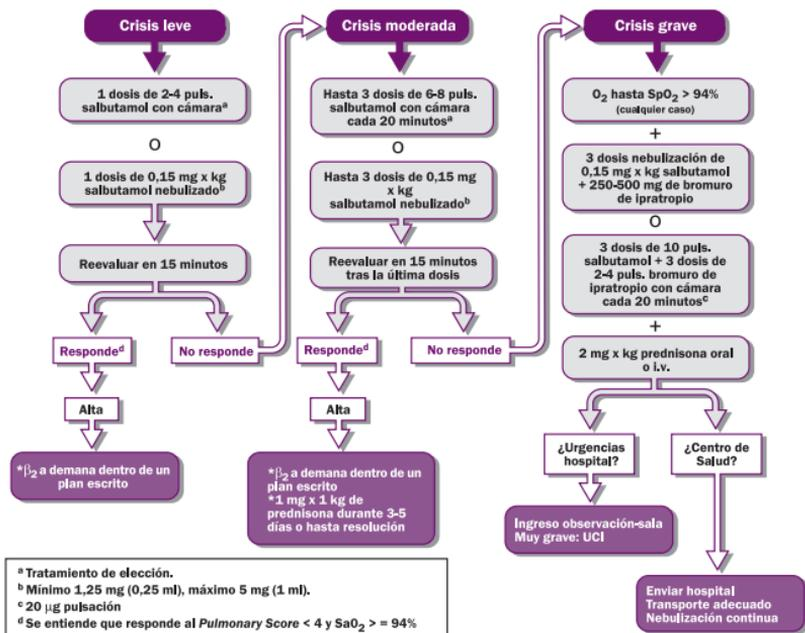 Crisis leve
1 dosis de 2-4 puls.
salbutamol con cámaraᵃ
O
1 dosis de 0,15 mg x kg
salbutamol nebulizadoᵇ
Reevaluar en 15 minutos
Respondeᵈ
No responde
Alta
*β₂ a demanda dentro de un
plan escrito
Crisis moderada
Hasta 3 dosis de 6-8 puls.
salbutamol con cámara
cada 20 minutosᵃ
O
Hasta 3 dosis de 0,15 mg
x kg
salbutamol nebulizadoᵇ
Reevaluar en 15 minutos
tras la última dosis
Respondeᵈ
No responde
Alta
*β₂ a demanda dentro de un
plan escrito
*1 mg x 1 kg de
prednisona durante 3-5
días o hasta resolución
Crisis grave
O₂ hasta SpO₂ > 94%
(cualquier caso)
+
3 dosis nebulización de
0,15 mg x kg salbutamol
+ 250-500 mg de bromuro
de ipratropio
O
3 dosis de 10 puls.
salbutamol + 3 dosis de
2-4 puls. bromuro de
ipratropio con cámara
cada 20 minutosᶜ
+
2 mg x kg prednisona oral
o i.v.
¿Urgencias
hospital?
¿Centro de
Salud?
Ingreso observación-sala
Muy grave: UCI
Enviar hospital
Transporte adecuado
Nebulización continua
ᵃ Tratamiento de elección.
ᵇ Mínimo 1,25 mg (0,25 ml), máximo 5 mg (1 ml).
ᶜ 20 μg pulsación
ᵈ Se entiende que responde al Pulmonary Score < 4 y Sa0₂ > = 94%